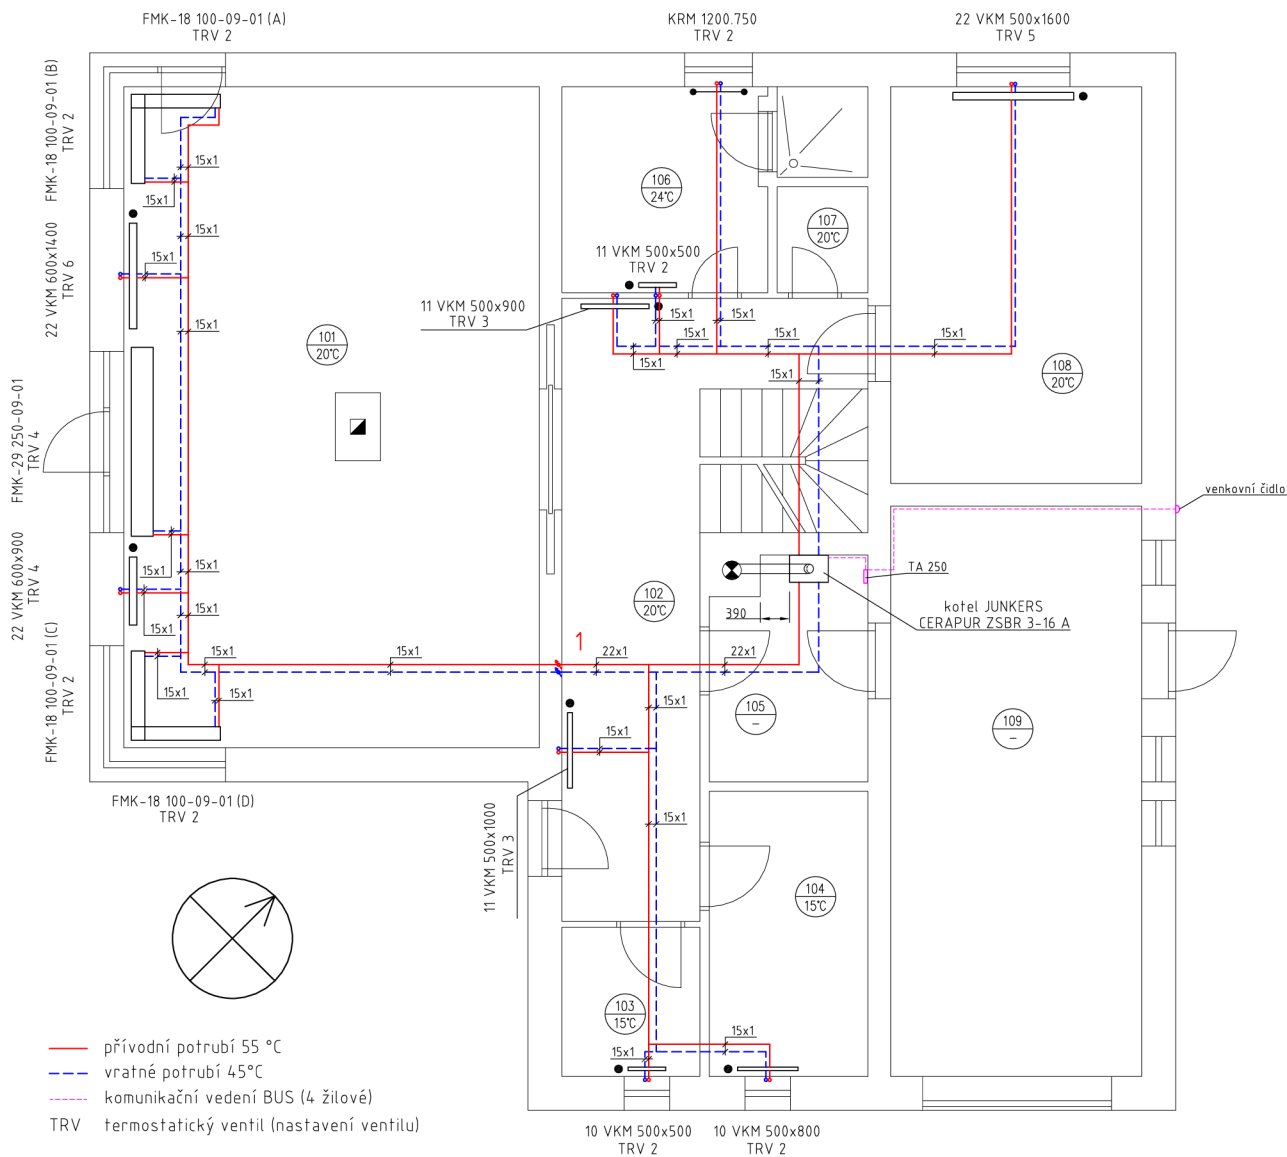 FMK-18 100-09-01 (A)
TRV 2
KRM 1200.750
TRV 2
22 VKM 500x1600
TRV 5
FMK-18 100-09-01 (B)
TRV 2
22 VKM 600x1400
TRV 6
FMK-29 250-09-01
TRV 4
22 VKM 600x900
TRV 4
FMK-18 100-09-01 (C)
TRV 2
FMK-18 100-09-01 (D)
TRV 2
15x1
15x1
15x1
15x1
15x1
101
20°C
15x1
15x1
15x1
15x1
15x1
15x1
15x1
15x1
15x1
106
24°C
107
20°C
11 VKM 500x500
TRV 2
11 VKM 500x900
TRV 3
15x1
15x1
15x1
15x1
15x1
15x1
15x1
108
20°C
venkovní čidlo
TA 250
kotel JUNKERS
CERAPUR ZSBR 3-16 A
390
102
20°C
1
22x1
22x1
15x1
15x1
15x1
105
–
109
–
11 VKM 500x1000
TRV 3
104
15°C
103
15°C
15x1
15x1
10 VKM 500x500
TRV 2
10 VKM 500x800
TRV 2
přívodní potrubí 55 °C
vratné potrubí 45°C
komunikační vedení BUS (4 žilové)
TRV termostatický ventil (nastavení ventilu)